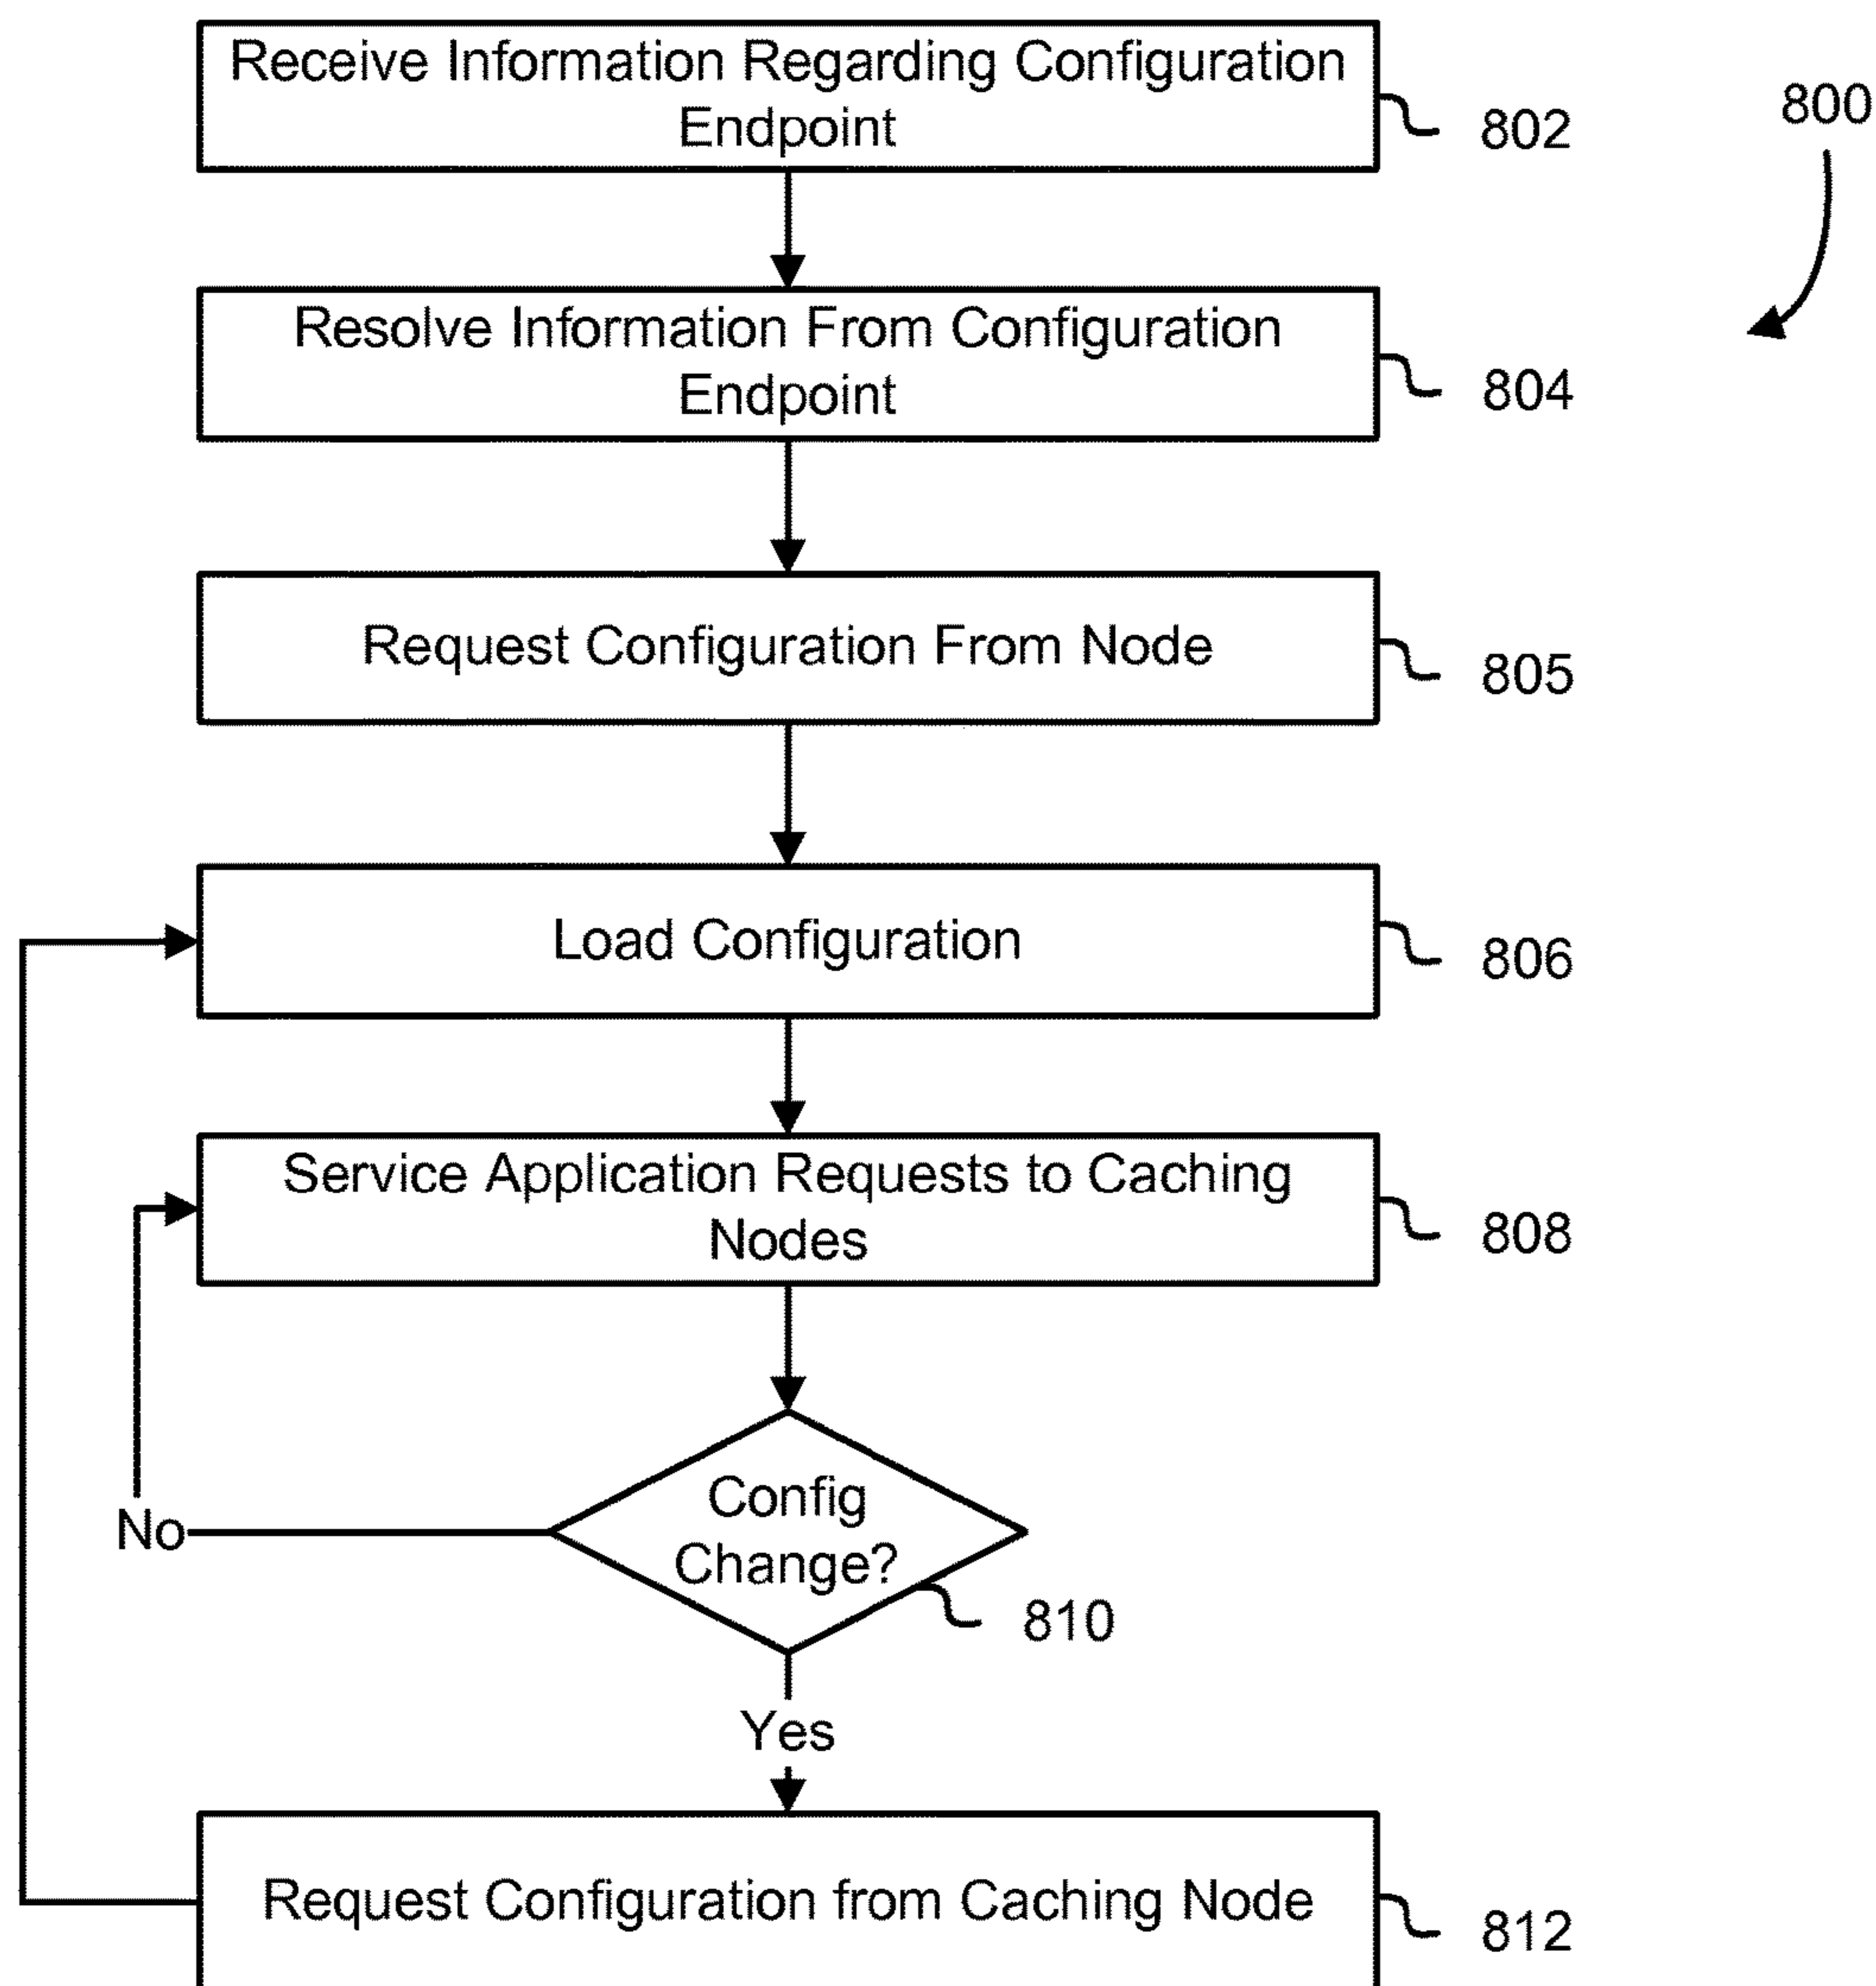 Receive Information Regarding Configuration
Endpoint
802
800
Resolve Information From Configuration
Endpoint
804
Request Configuration From Node
805
Load Configuration
806
Service Application Requests to Caching
Nodes
808
Config
Change?
810
No
Yes
Request Configuration from Caching Node
812